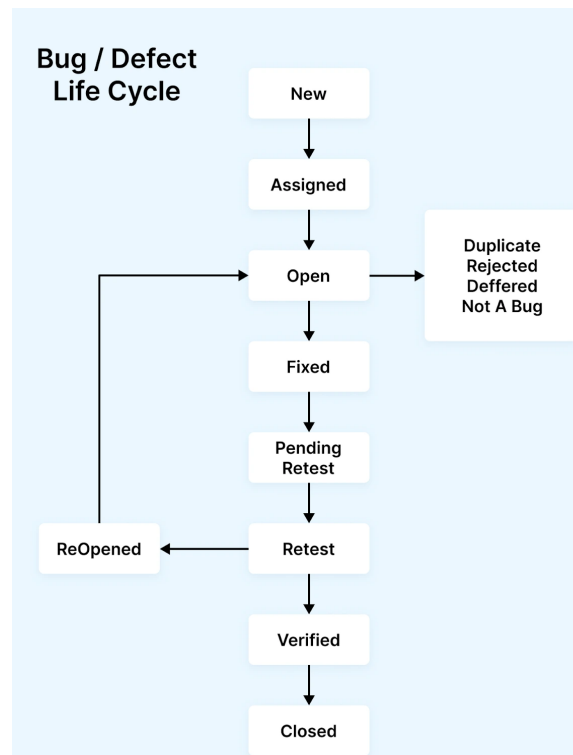 Bug / Defect
Life Cycle
New
Assigned
Open
Duplicate
Rejected
Deffered
Not A Bug
Fixed
Pending
Retest
ReOpened
Retest
Verified
Closed